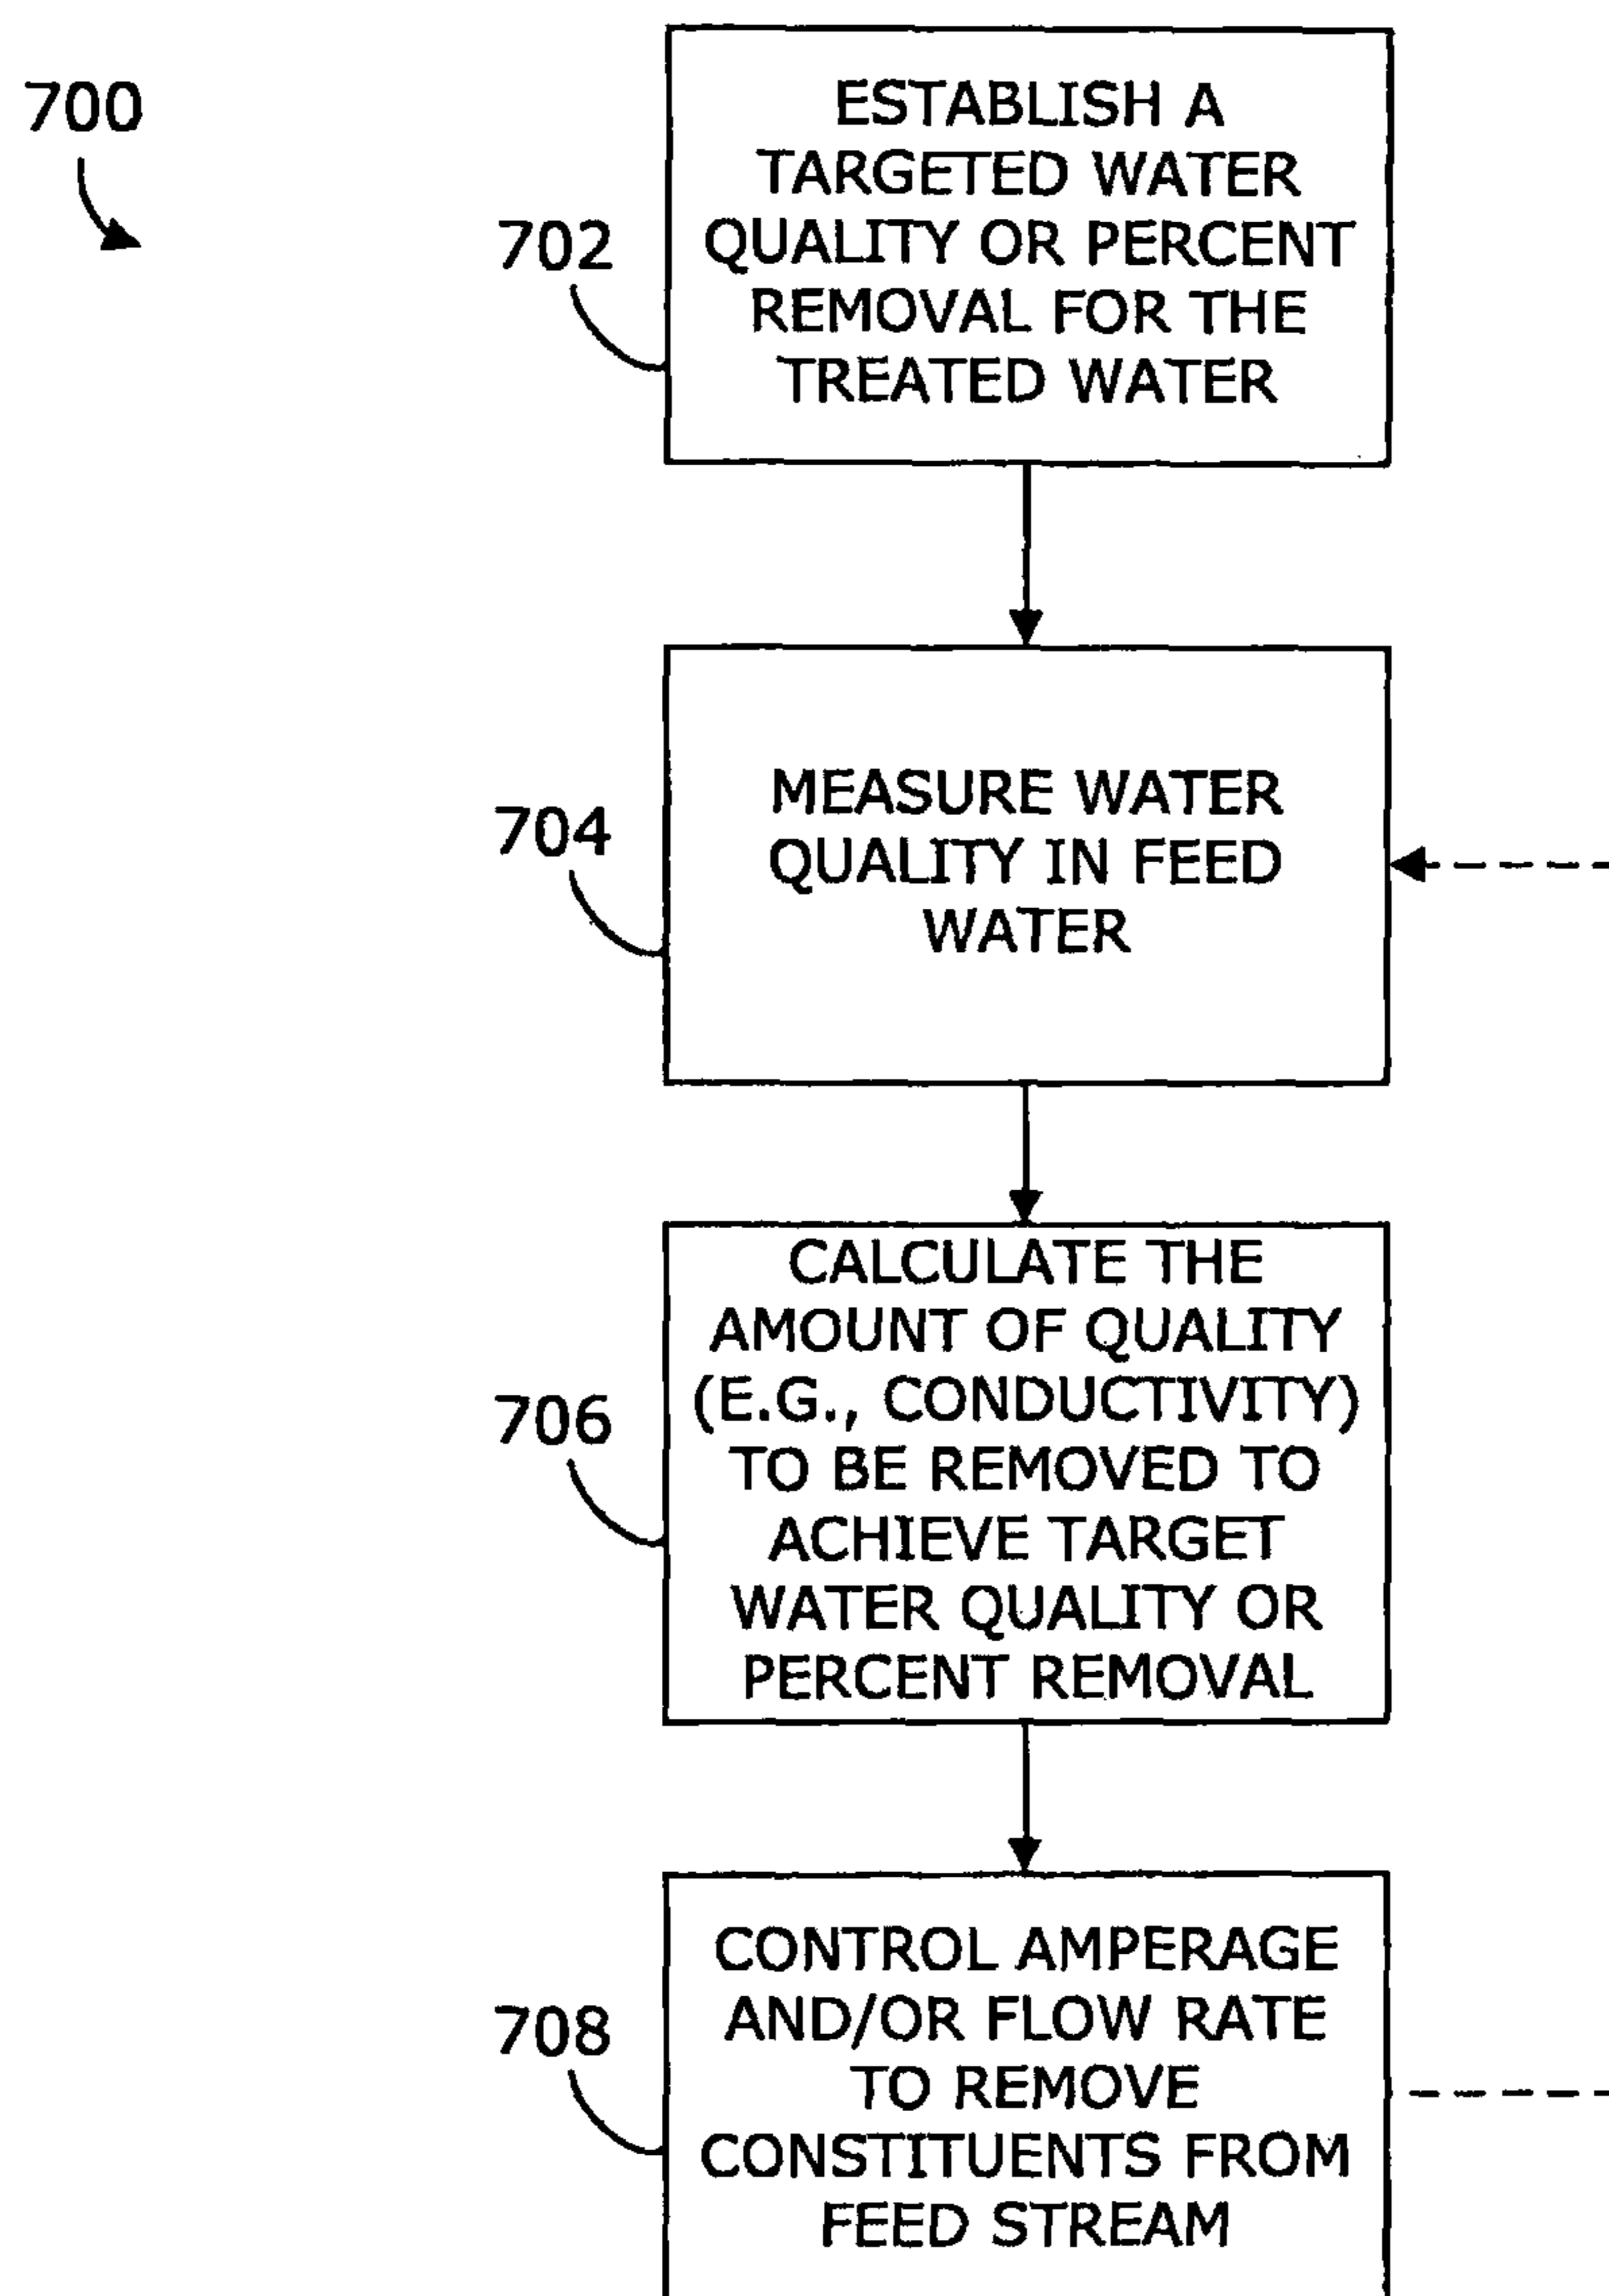 700
702
ESTABLISH A
TARGETED WATER
QUALITY OR PERCENT
REMOVAL FOR THE
TREATED WATER
704
MEASURE WATER
QUALITY IN FEED
WATER
706
CALCULATE THE
AMOUNT OF QUALITY
(E.G., CONDUCTIVITY)
TO BE REMOVED TO
ACHIEVE TARGET
WATER QUALITY OR
PERCENT REMOVAL
708
CONTROL AMPERAGE
AND/OR FLOW RATE
TO REMOVE
CONSTITUENTS FROM
FEED STREAM